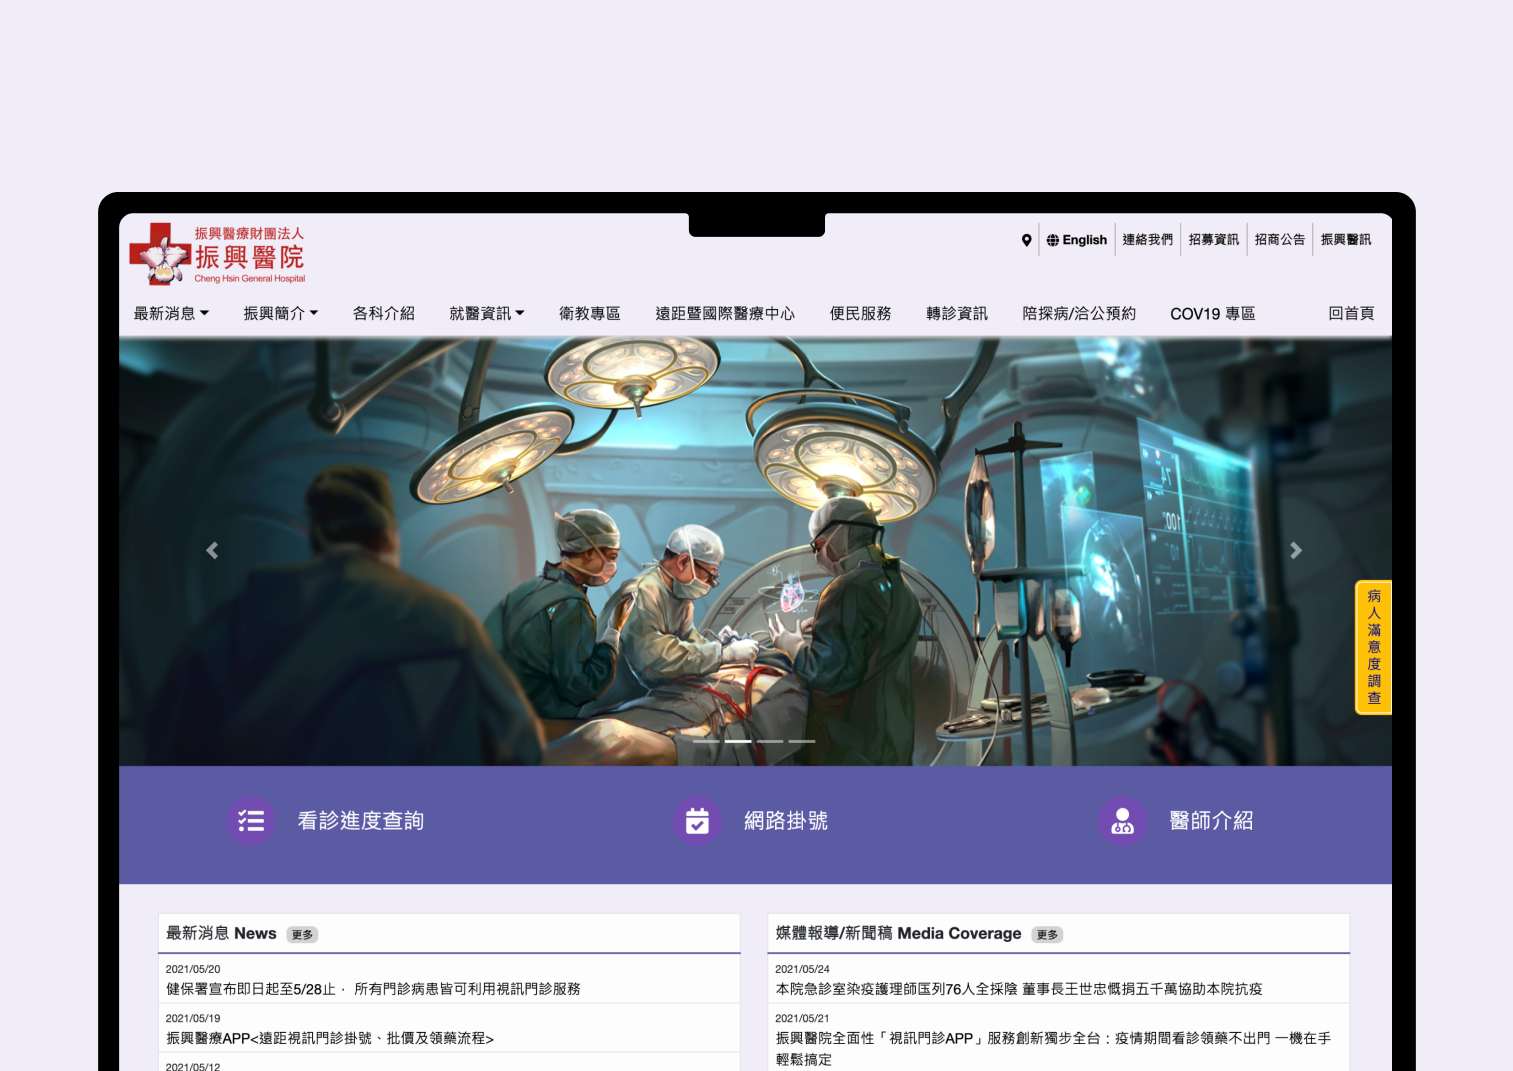 振興醫療財團法人
振興醫院
Cheng Hsin General Hospital
English
連絡我們
招募資訊
招商公告
振興醫訊
最新消息
振興簡介
各科介紹
就醫資訊
衛教專區
遠距暨國際醫療中心
便民服務
轉診資訊
陪探病/洽公預約
COV19 專區
回首頁
病人滿意度調查
看診進度查詢
網路掛號
醫師介紹
最新消息 News 更多
2021/05/20
健保署宣布即日起至5/28止， 所有門診病患皆可利用視訊門診服務
2021/05/19
振興醫療APP<遠距視訊門診掛號、批價及領藥流程>
2021/05/12
媒體報導/新聞稿 Media Coverage 更多
2021/05/24
本院急診室染疫護理師匡列76人全採陰 董事長王世忠慨捐五千萬協助本院抗疫
2021/05/21
振興醫院全面性「視訊門診APP」服務創新獨步全台：疫情期間看診領藥不出門 一機在手
輕鬆搞定